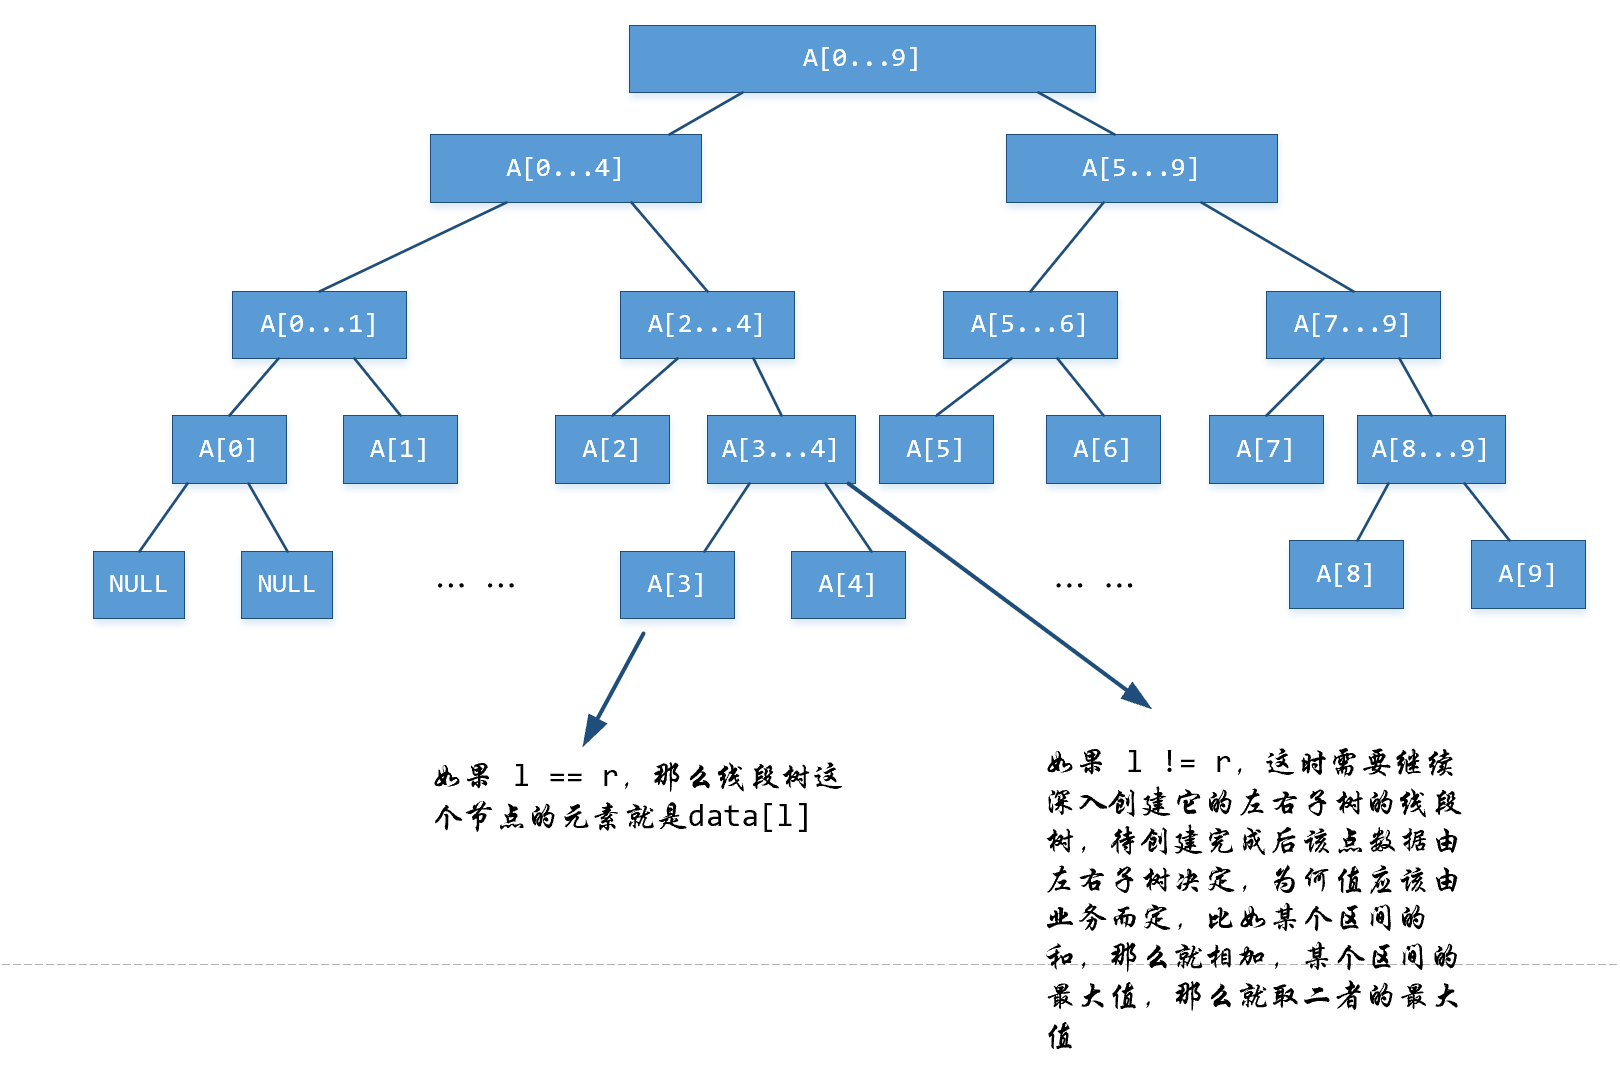 A[0...9]
A[0...4]
A[5...9]
A[0...1]
A[2...4]
A[5...6]
A[7...9]
A[0]
A[1]
A[2]
A[3...4]
A[5]
A[6]
A[7]
A[8...9]
NULL
NULL
... ...
A[3]
A[4]
... ...
A[8]
A[9]
如果 l == r，那么线段树这
个节点的元素就是data[l]
如果 l != r，这时需要继续
深入创建它的左右子树的线段
树，待创建完成后该点数据由
左右子树决定，为何值应该由
业务而定，比如某个区间的
和，那么就相加，某个区间的
最大值，那么就取二者的最大
值